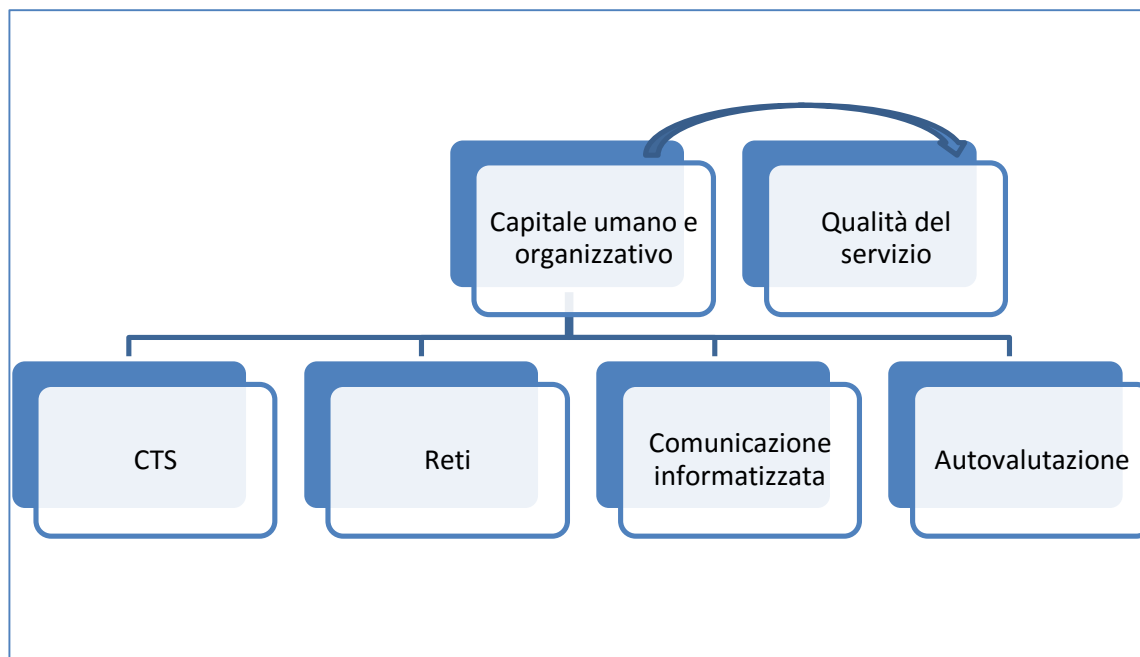 Capitale umano e
organizzativo
Qualità del
servizio
CTS
Reti
Comunicazione
informatizzata
Autovalutazione